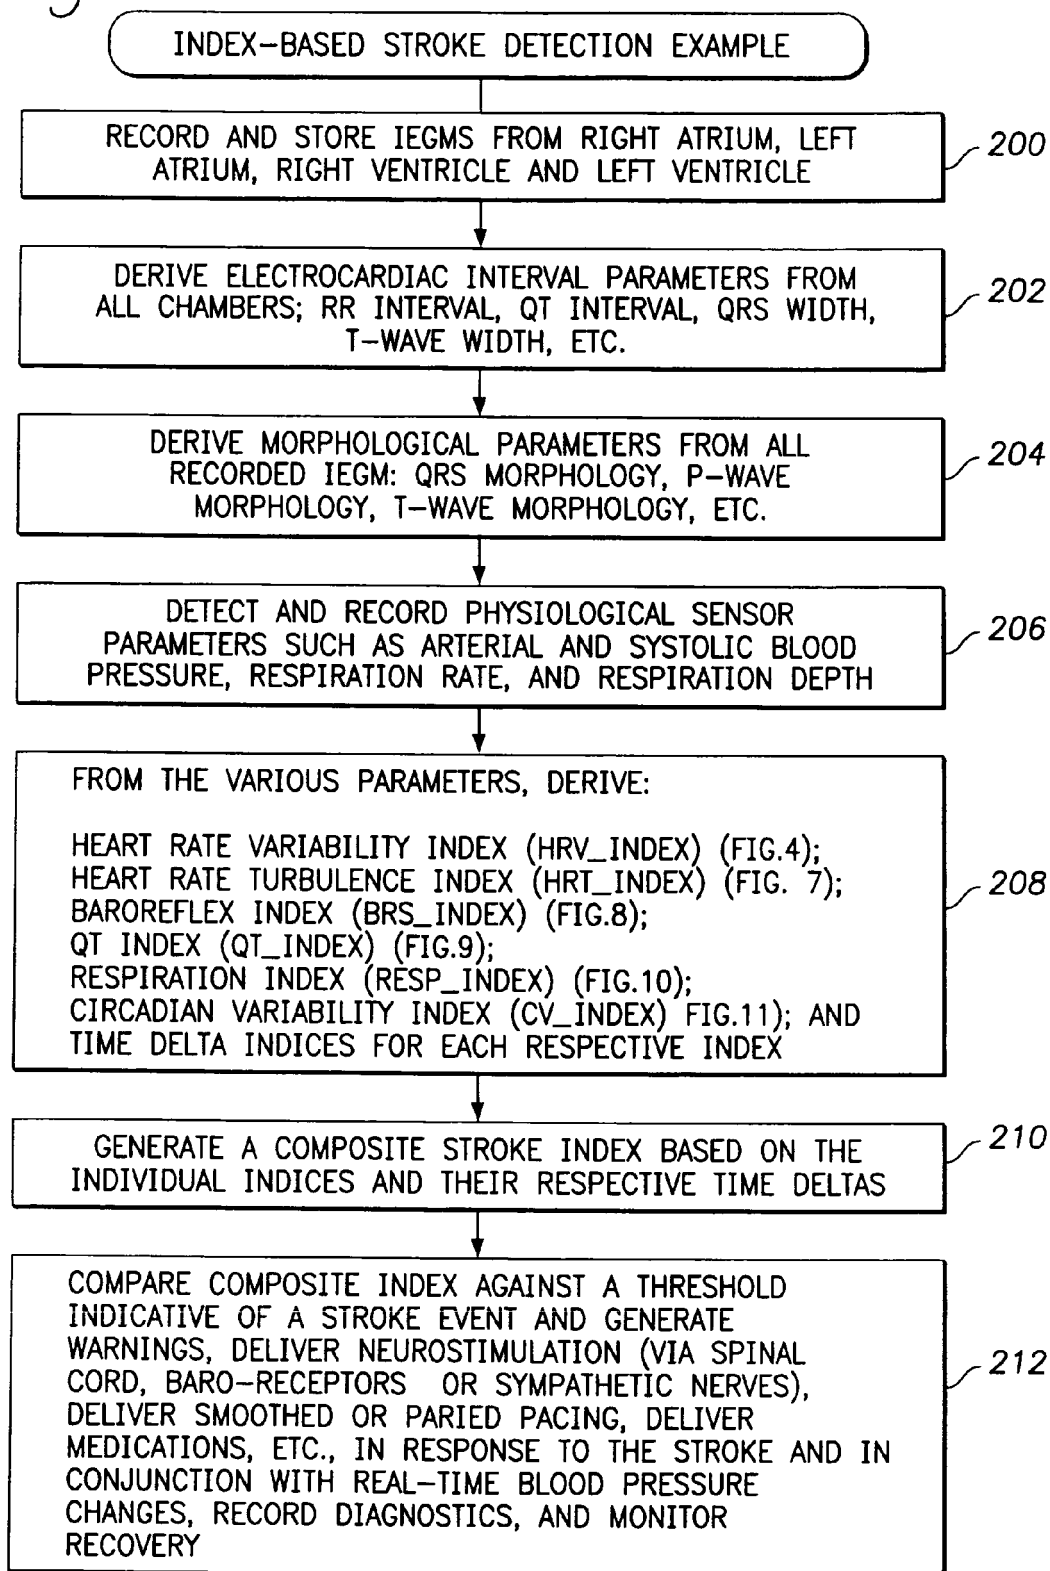 INDEX-BASED STROKE DETECTION EXAMPLE
RECORD AND STORE IEGMS FROM RIGHT ATRIUM, LEFT
ATRIUM, RIGHT VENTRICLE AND LEFT VENTRICLE
200
DERIVE ELECTROCARDIAC INTERVAL PARAMETERS FROM
ALL CHAMBERS; RR INTERVAL, QT INTERVAL, QRS WIDTH,
T-WAVE WIDTH, ETC.
202
DERIVE MORPHOLOGICAL PARAMETERS FROM ALL
RECORDED IEGM: QRS MORPHOLOGY, P-WAVE
MORPHOLOGY, T-WAVE MORPHOLOGY, ETC.
204
DETECT AND RECORD PHYSIOLOGICAL SENSOR
PARAMETERS SUCH AS ARTERIAL AND SYSTOLIC BLOOD
PRESSURE, RESPIRATION RATE, AND RESPIRATION DEPTH
206
FROM THE VARIOUS PARAMETERS, DERIVE:
HEART RATE VARIABILITY INDEX (HRV_INDEX) (FIG.4);
HEART RATE TURBULENCE INDEX (HRT_INDEX) (FIG. 7);
BAROREFLEX INDEX (BRS_INDEX) (FIG.8);
QT INDEX (QT_INDEX) (FIG.9);
RESPIRATION INDEX (RESP_INDEX) (FIG.10);
CIRCADIAN VARIABILITY INDEX (CV_INDEX) FIG.11); AND
TIME DELTA INDICES FOR EACH RESPECTIVE INDEX
208
GENERATE A COMPOSITE STROKE INDEX BASED ON THE
INDIVIDUAL INDICES AND THEIR RESPECTIVE TIME DELTAS
210
COMPARE COMPOSITE INDEX AGAINST A THRESHOLD
INDICATIVE OF A STROKE EVENT AND GENERATE
WARNINGS, DELIVER NEUROSTIMULATION (VIA SPINAL
CORD, BARO-RECEPTORS OR SYMPATHETIC NERVES),
DELIVER SMOOTHED OR PARIED PACING, DELIVER
MEDICATIONS, ETC., IN RESPONSE TO THE STROKE AND IN
CONJUNCTION WITH REAL-TIME BLOOD PRESSURE
CHANGES, RECORD DIAGNOSTICS, AND MONITOR
RECOVERY
212